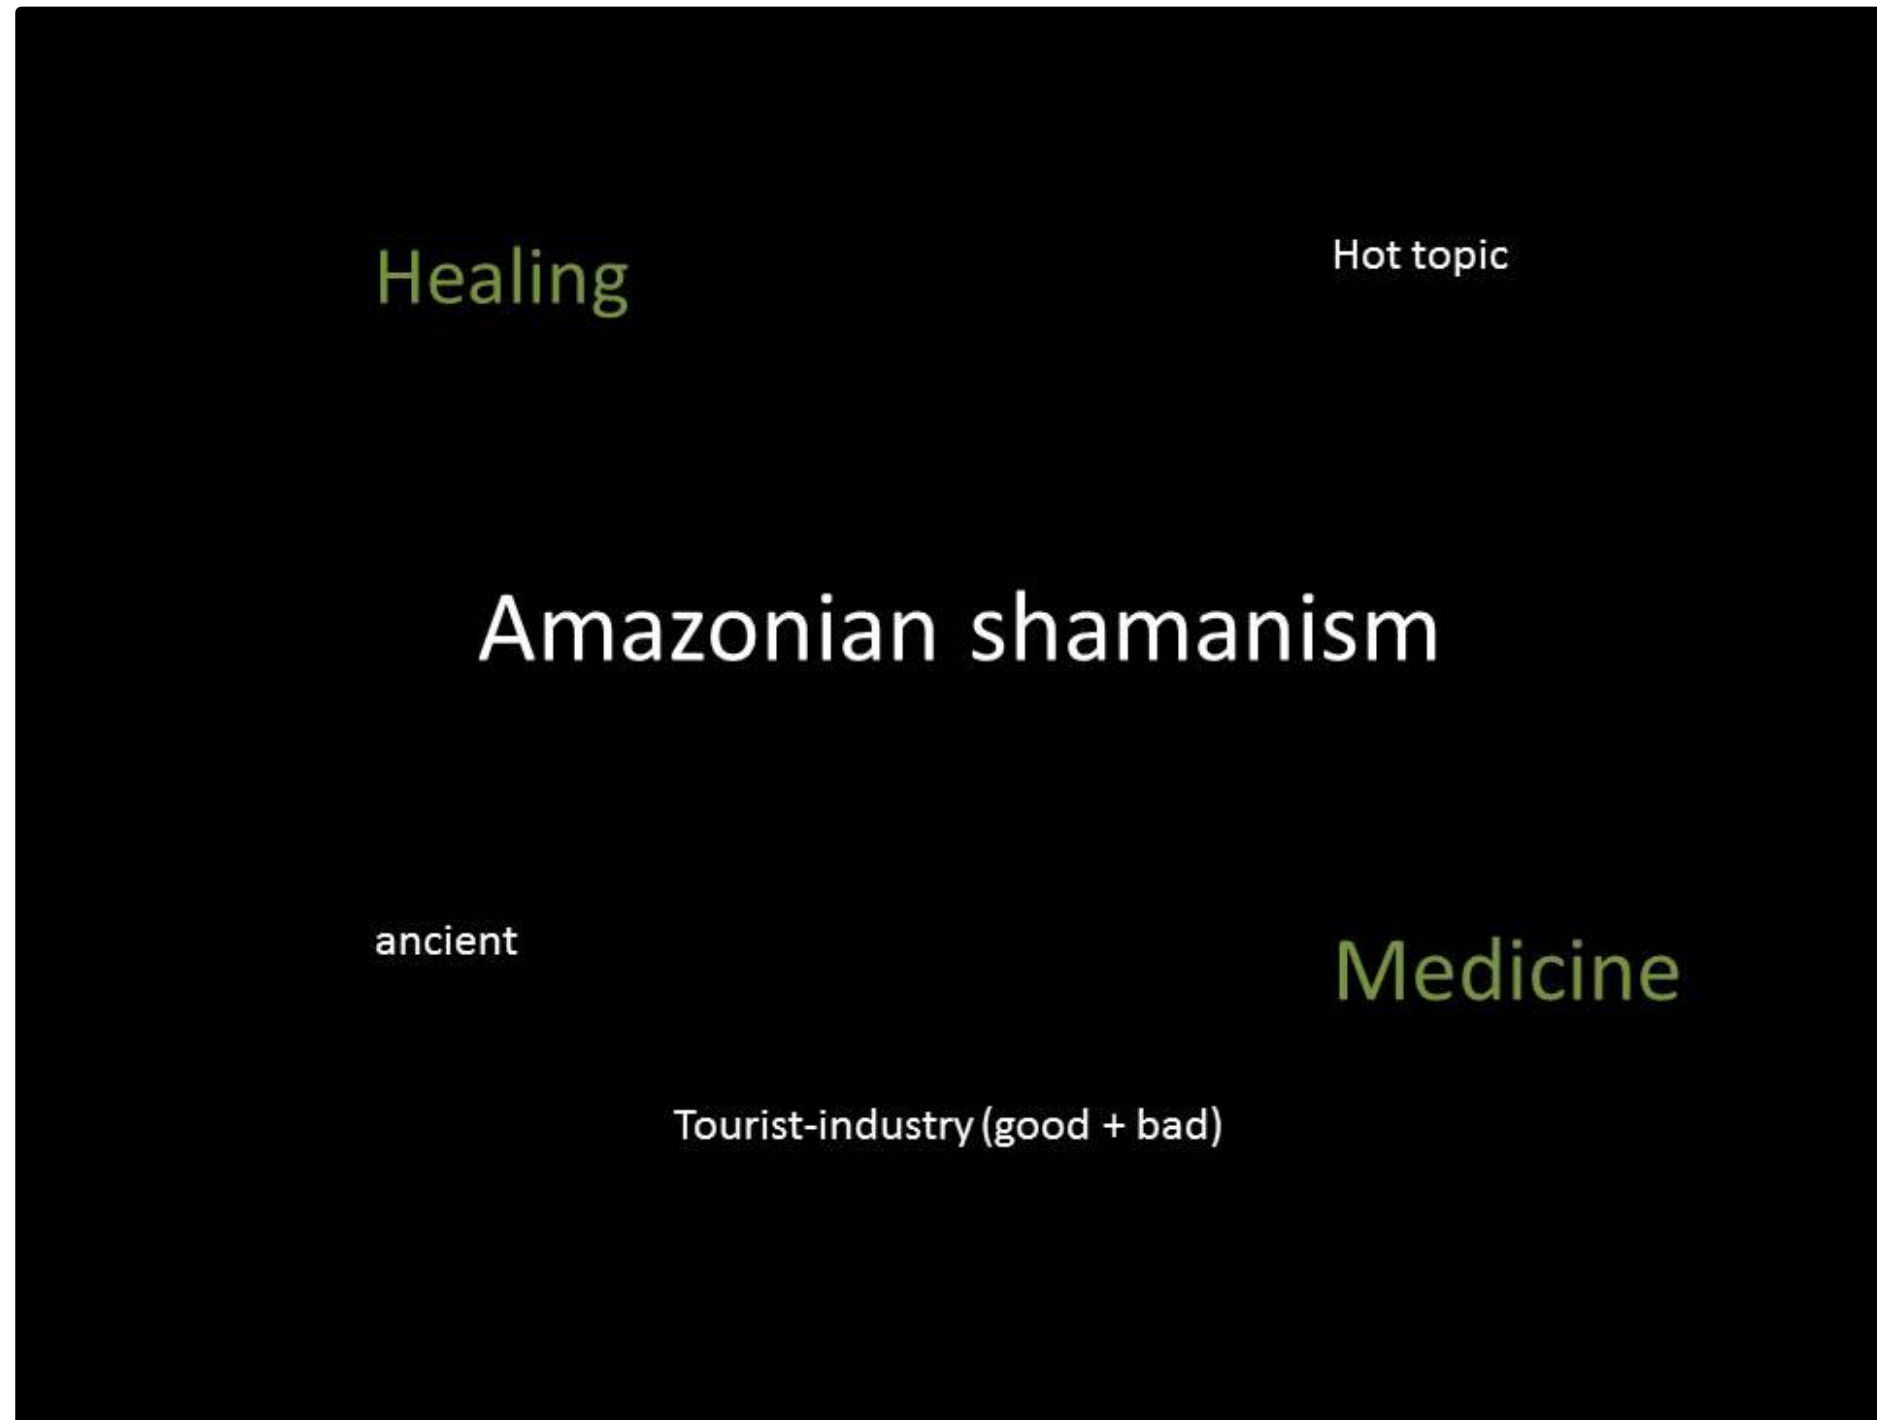 Healing
Hot topic
Amazonian shamanism
ancient
Medicine
Tourist-industry (good + bad)